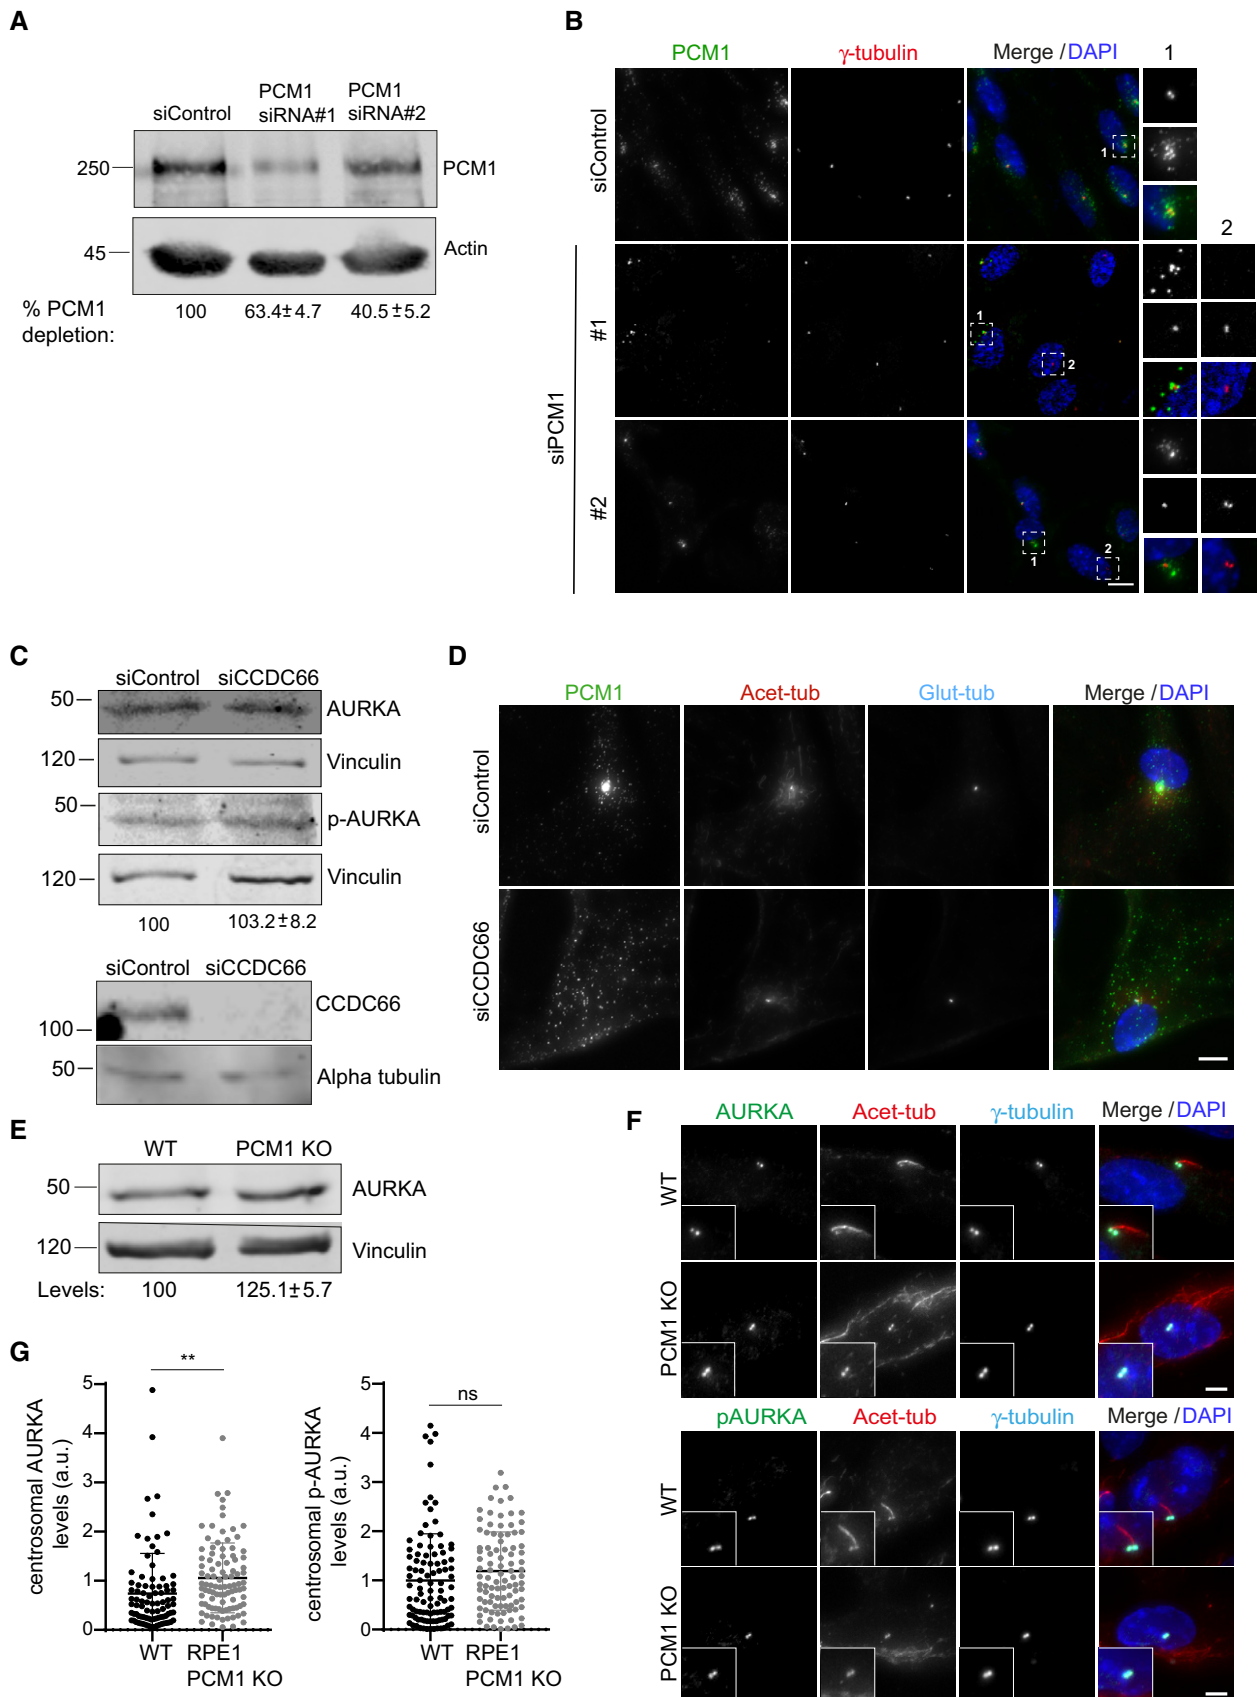 A
siControl
PCM1
siRNA#1
PCM1
siRNA#2
250
PCM1
45
Actin
% PCM1
depletion:
100
63.4±4.7
40.5±5.2
B
PCM1
γ-tubulin
Merge/DAPI
1
siControl
1
2
siPCM1
#1
1
2
#2
1
2
C
siControl
siCCDC66
50
AURKA
120
Vinculin
50
p-AURKA
120
Vinculin
100
103.2±8.2
siControl
siCCDC66
CCDC66
100
50
Alpha tubulin
D
PCM1
Acet-tub
Glut-tub
Merge/DAPI
siControl
siCCDC66
E
WT
PCM1 KO
50
AURKA
120
Vinculin
Levels:
100
125.1±5.7
F
AURKA
Acet-tub
γ-tubulin
Merge/DAPI
WT
PCM1 KO
pAURKA
Acet-tub
γ-tubulin
Merge/DAPI
WT
PCM1 KO
G
centrosomal AURKA
levels (a.u.)
5
4
3
2
1
0
**
WT
RPE1
PCM1 KO
centrosomal p-AURKA
levels (a.u.)
5
4
3
2
1
0
ns
WT
RPE1
PCM1 KO